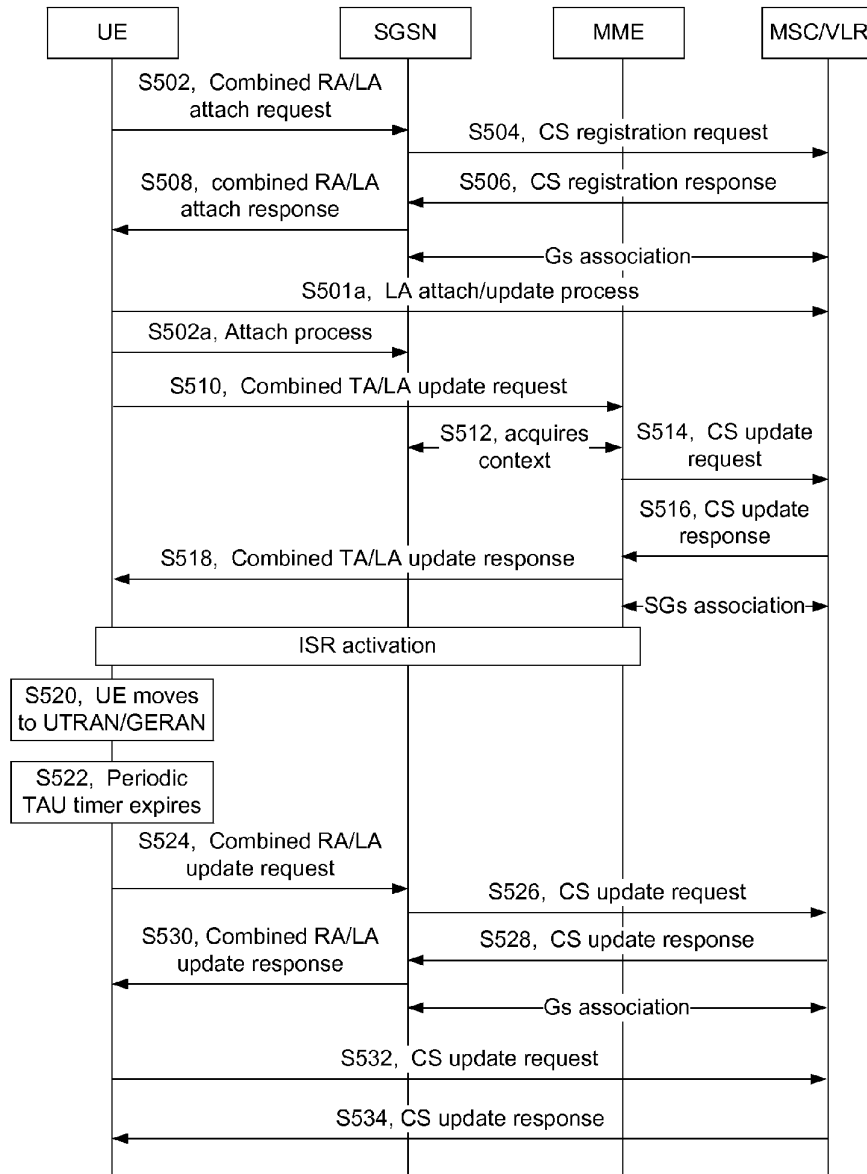 UE
SGSN
MME
MSC/VLR
S502, Combined RA/LA
attach request
S504, CS registration request
S508, combined RA/LA
attach response
S506, CS registration response
Gs association
S501a, LA attach/update process
S502a, Attach process
S510, Combined TA/LA update request
S512, acquires
context
S514, CS update
request
S516, CS update
response
S518, Combined TA/LA update response
SGs association
ISR activation
S520, UE moves
to UTRAN/GERAN
S522, Periodic
TAU timer expires
S524, Combined RA/LA
update request
S526, CS update request
S530, Combined RA/LA
update response
S528, CS update response
Gs association
S532, CS update request
S534, CS update response